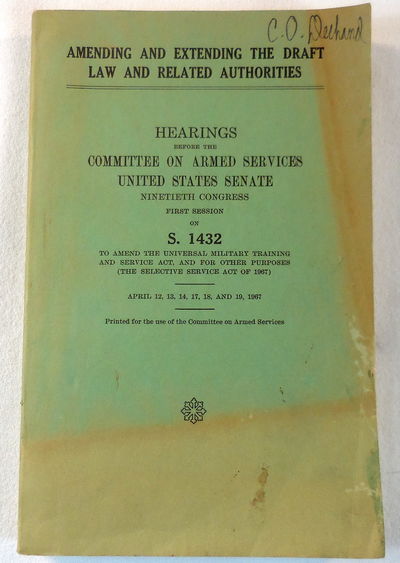 C. O.
AMENDING AND EXTENDING THE DRAFT
LAW AND RELATED AUTHORITIES
HEARINGS
BEFORE THE
COMMITTEE ON ARMED SERVICES
UNITED STATES SENATE
NINETIETH CONGRESS
FIRST SESSION
ON
S. 1432
TO AMEND THE UNIVERSAL MILITARY TRAINING
AND SERVICE ACT, AND FOR OTHER PURPOSES
(THE SELECTIVE SERVICE ACT OF 1967)
APRIL 12, 13, 14, 17, 18, AND 19, 1967
Printed for the use of the Committee on Armed Services